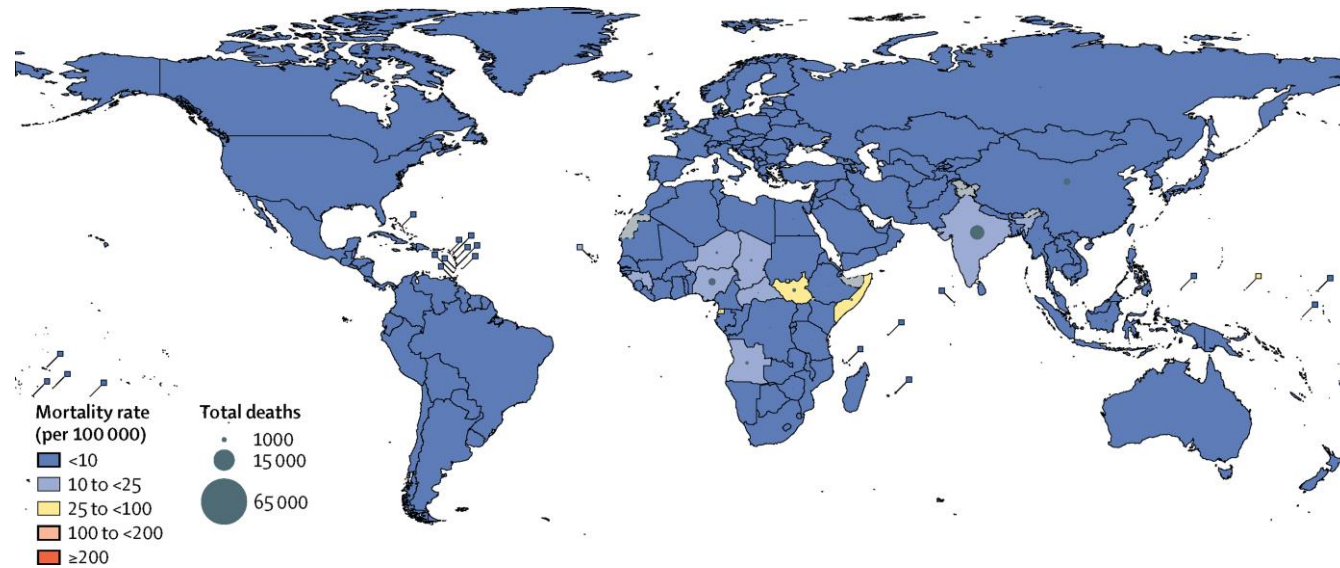 Mortality rate
(per 100 000)
<10
10 to <25
25 to <100
100 to <200
≥200
Total deaths
1000
15 000
65 000